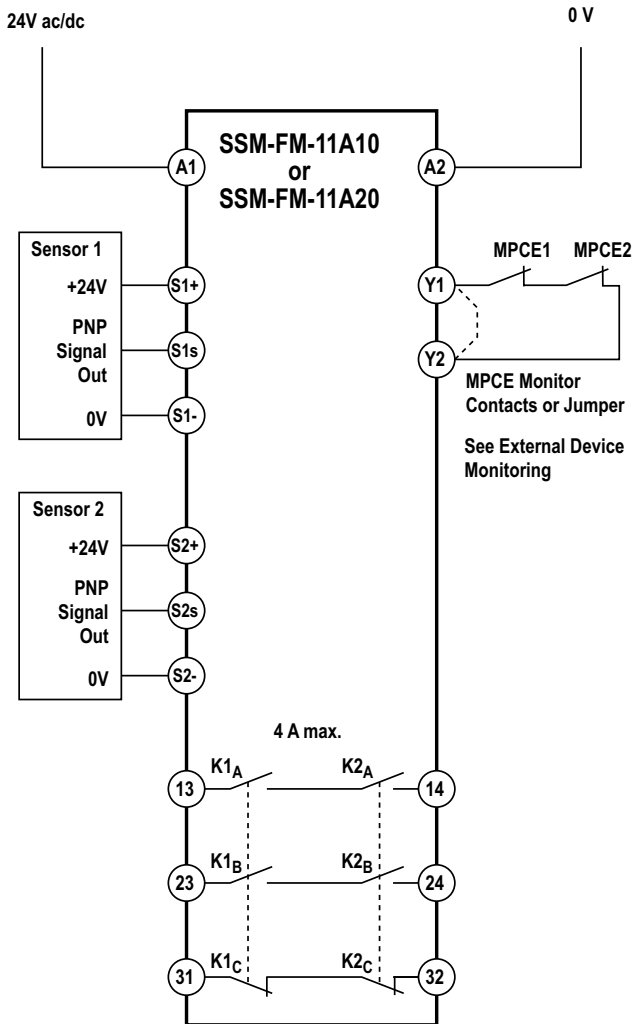 24V ac/dc
0 V
SSM-FM-11A10
or
SSM-FM-11A20
A1
A2
Sensor 1
+24V
PNP
Signal
Out
0V
S1+
S1s
S1-
MPCE1
MPCE2
Y1
Y2
MPCE Monitor
Contacts or Jumper
See External Device
Monitoring
Sensor 2
+24V
PNP
Signal
Out
0V
S2+
S2s
S2-
4 A max.
K1A
K2A
13
14
K1B
K2B
23
24
K1C
K2C
31
32